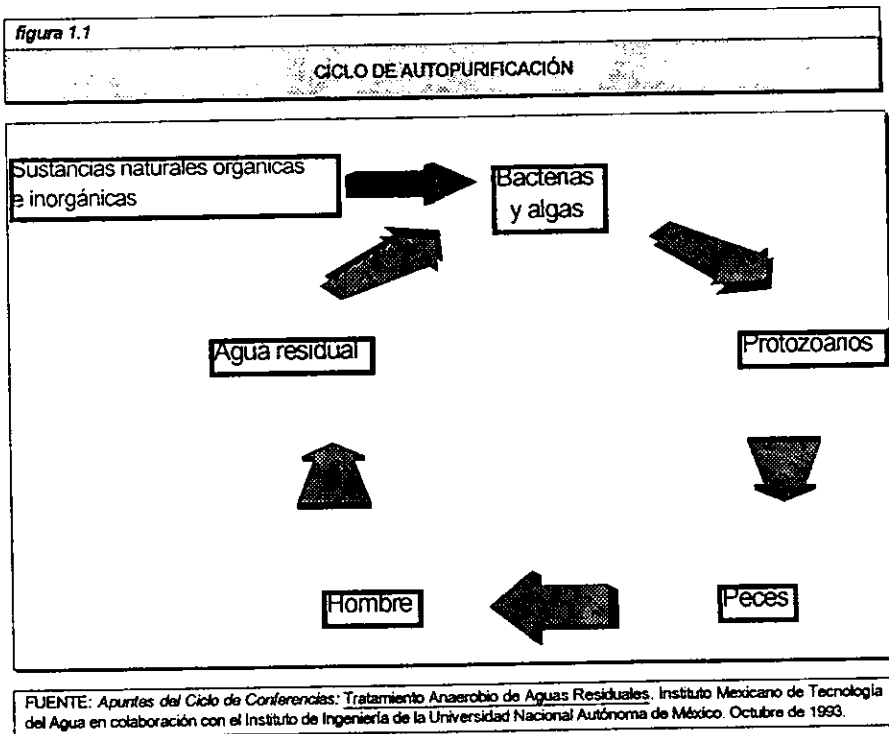 figura 1.1
CICLO DE AUTOPURIFICACIÓN
Sustancias naturales orgánicas
e inorgánicas
Bacterias
y algas
Agua residual
Protozoarios
Hombre
Peces
FUENTE: Apuntes del Ciclo de Conferencias: Tratamiento Anaerobio de Aguas Residuales. Instituto Mexicano de Tecnología
del Agua en colaboración con el Instituto de Ingeniería de la Universidad Nacional Autónoma de México. Octubre de 1993.